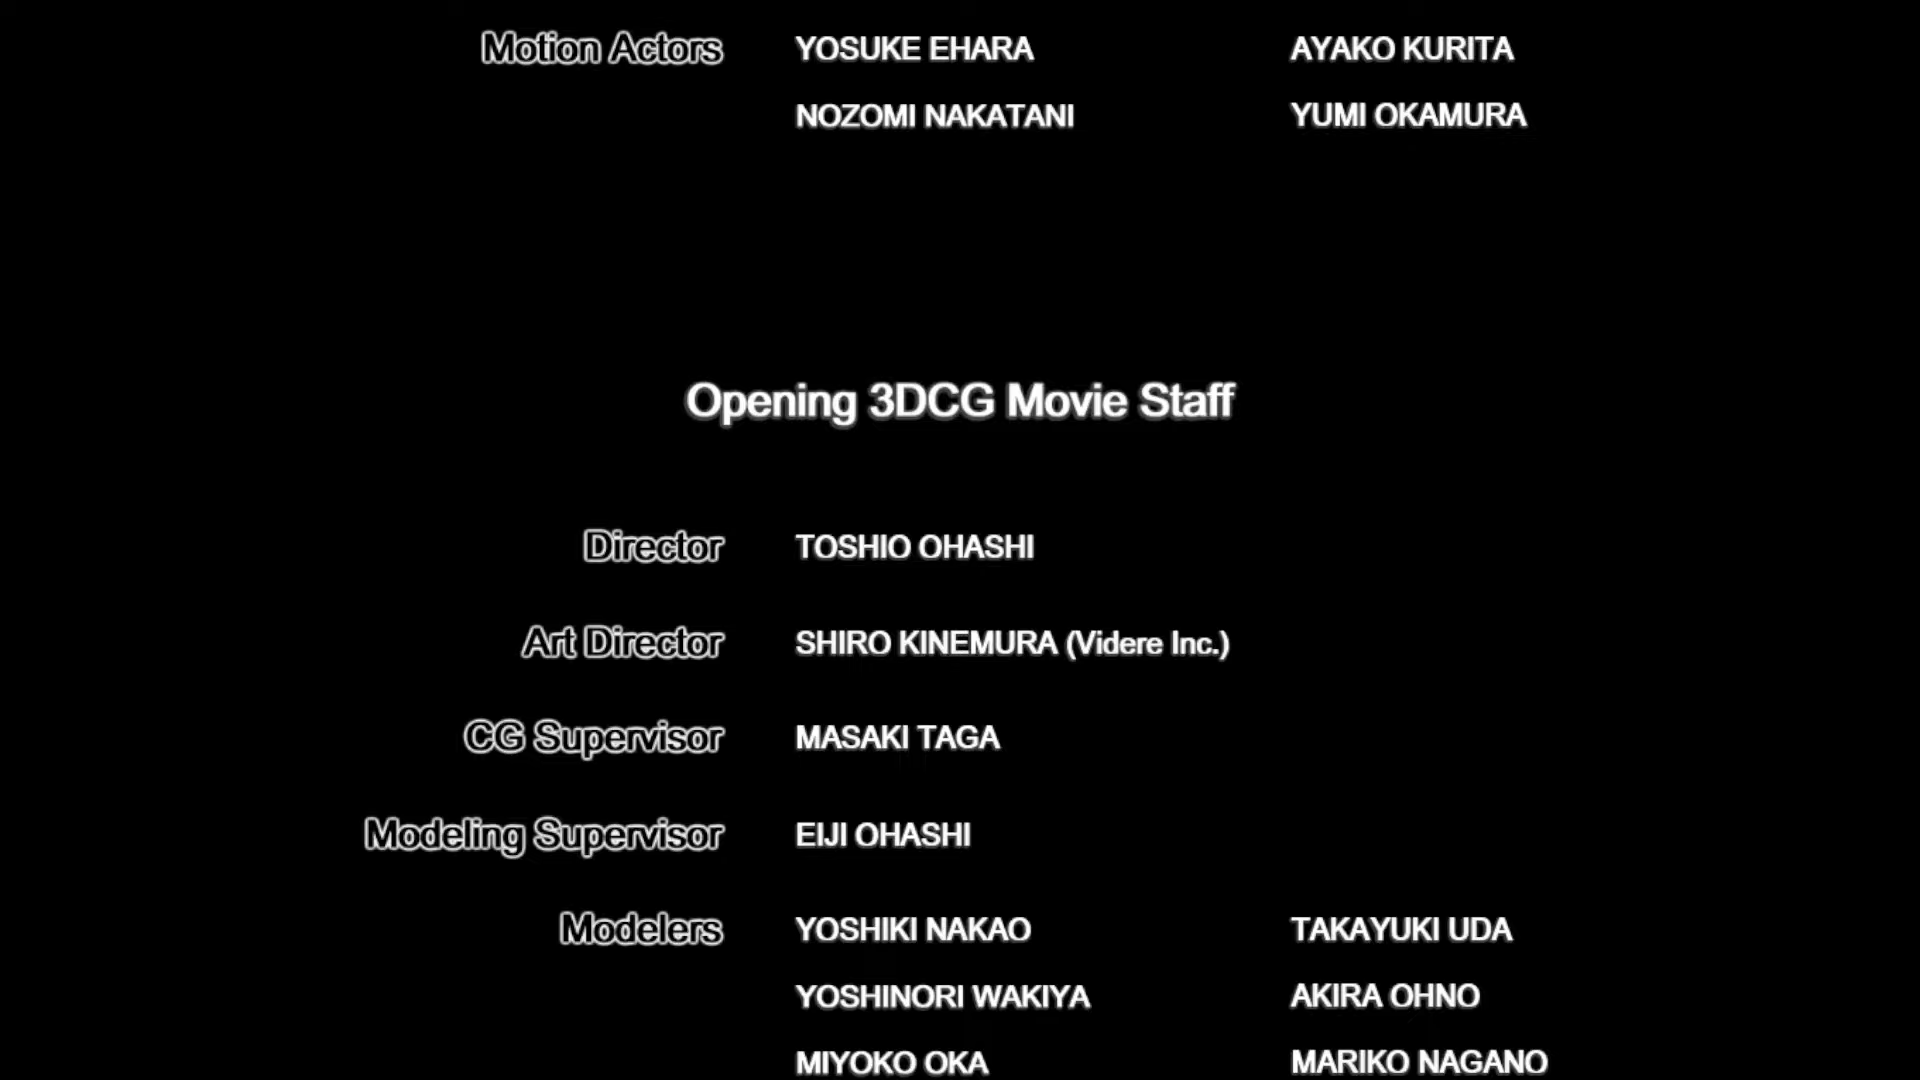 Motion Actors YOSUKE EHARA AYAKO KURITA
NOZOMI NAKATANI YUMI OKAMURA
Opening 3DCG Movie Staff
Director TOSHIO OHASHI
Art Director SHIRO KINEMURA (Videre Inc.)
CG Supervisor MASAKI TAGA
Modeling Supervisor EIJI OHASHI
Modelers YOSHIKI NAKAO TAKAYUKI UDA
YOSHINORI WAKIYA AKIRA OHNO
MIYOKO OKA MARIKO NAGANO